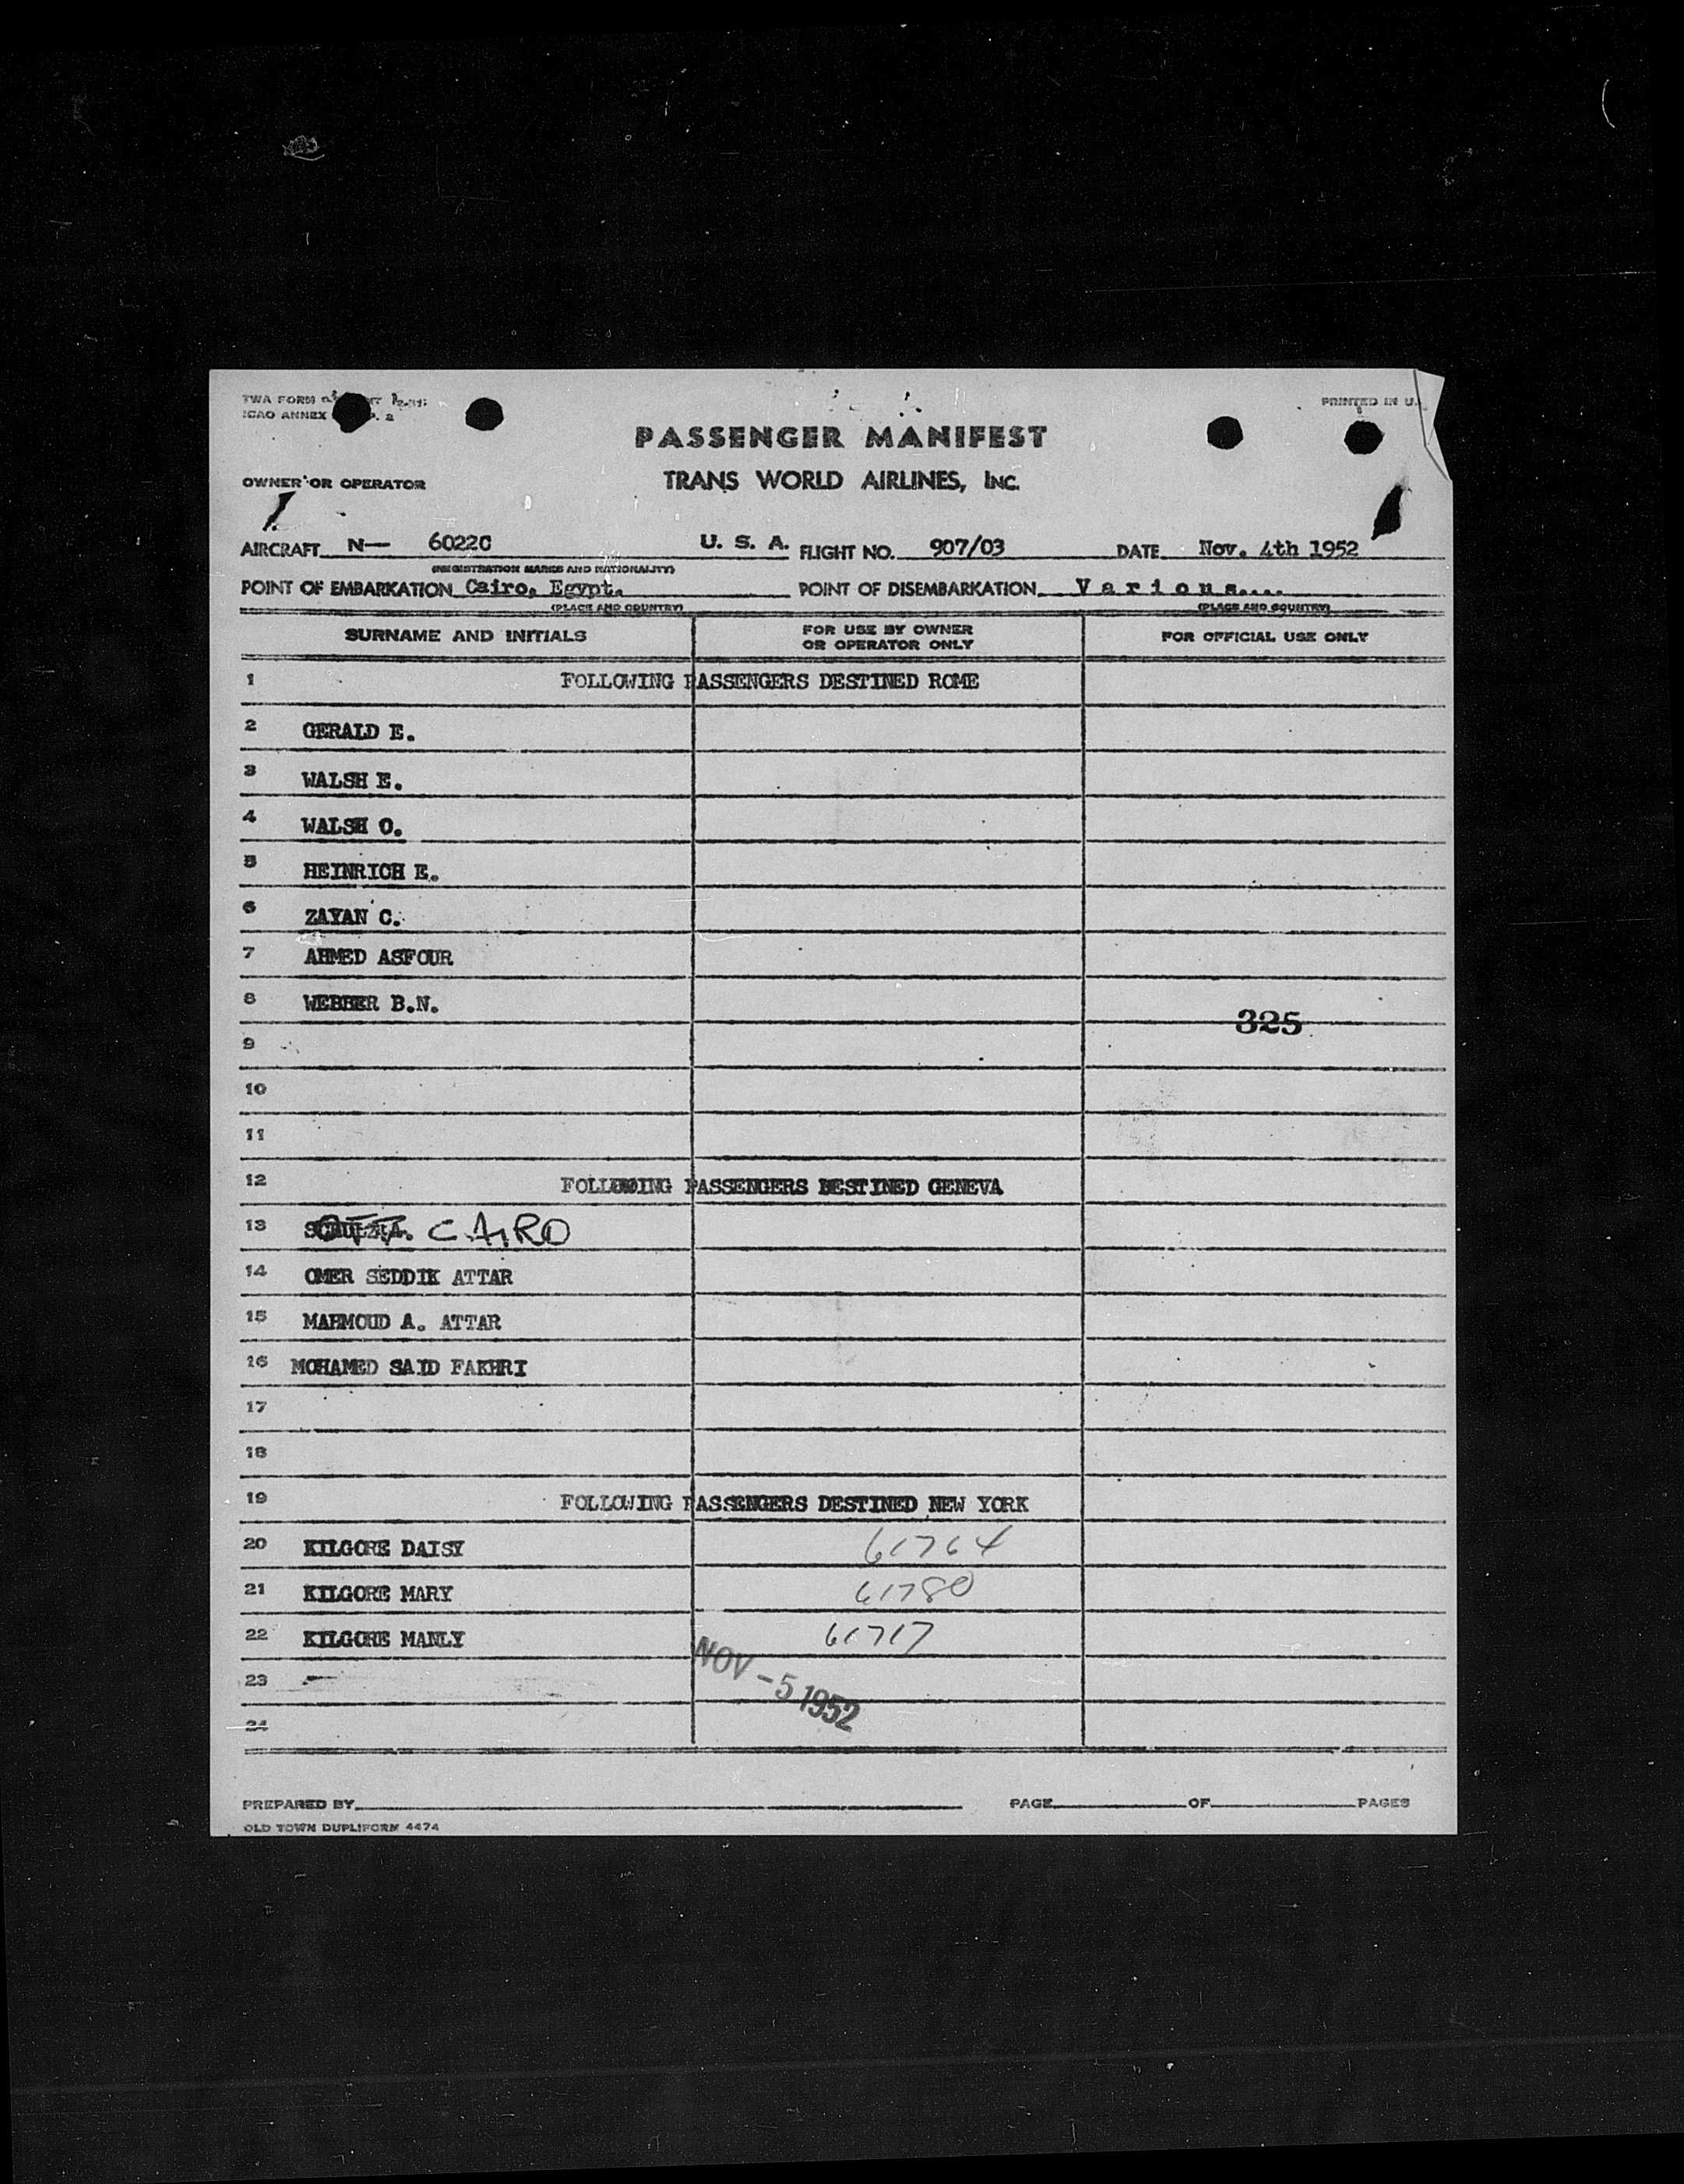 TWA FORM
ICAO ANNEX
PRINTED IN U.
PASSENGER MANIFEST
OWNER OR OPERATOR
TRANS WORLD AIRLINES, INC.
AIRCRAFT N— 6022C U. S. A. FLIGHT NO. 907/03 DATE Nov. 4th 1952
(REGISTRATION MARKS AND NATIONALITY)
POINT OF EMBARKATION Cairo, Egypt. POINT OF DISEMBARKATION Various....
(PLACE AND COUNTRY) (PLACE AND COUNTRY)
SURNAME AND INITIALS FOR USE BY OWNER OR OPERATOR ONLY FOR OFFICIAL USE ONLY
1 FOLLOWING PASSENGERS DESTINED ROME
2 GERALD E.
3 WALSH E.
4 WALSH O.
5 HEINRICH E.
6 ZAYAN C.
7 AHMED ASFOUR
8 WEBBER B.N.
325
9
10
11
12 FOLLOWING PASSENGERS DESTINED GENEVA
13 CAIRO
14 OMER SEDDIK ATTAR
15 MAHMOUD A. ATTAR
16 MOHAMED SAID FAKHRI
17
18
19 FOLLOWING PASSENGERS DESTINED NEW YORK
20 KILGORE DAISY 61764
21 KILGORE MARY 61780
22 KILGORE MANLY 61717
NOV -5 1952
23
24
PREPARED BY PAGE OF PAGES
OLD TOWN DUPLIFORM 4474